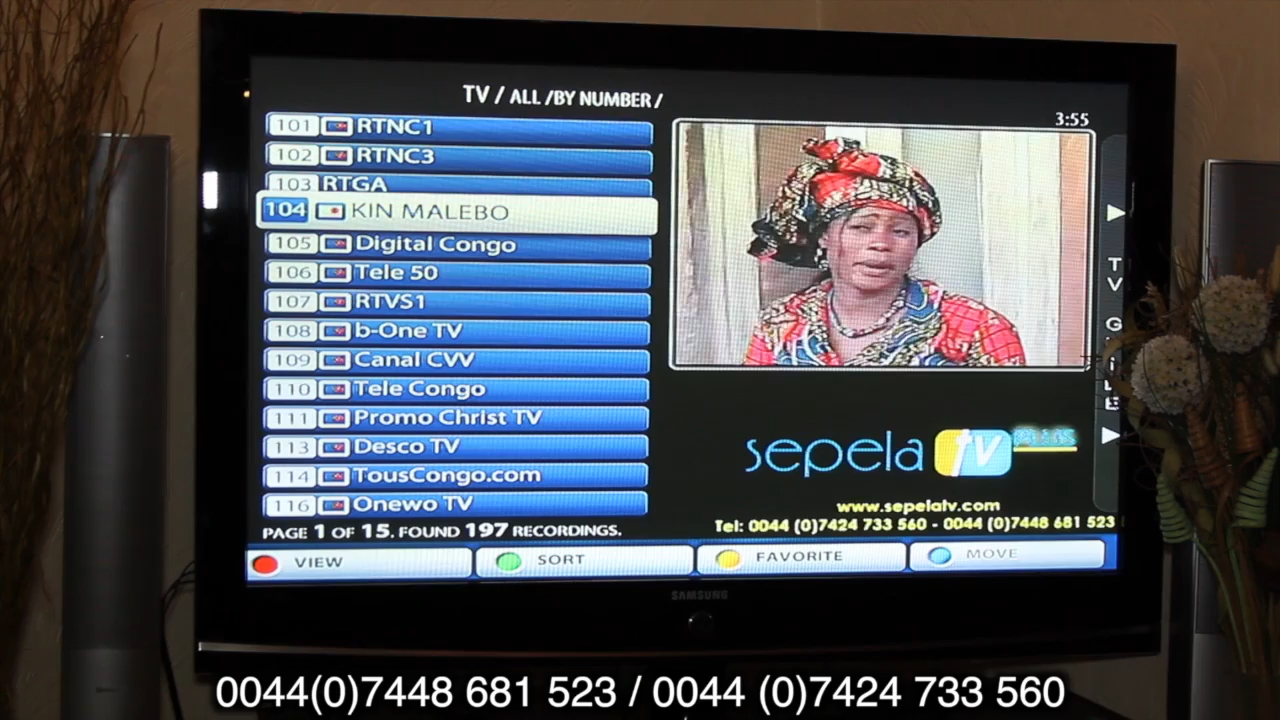 TV / ALL /BY NUMBER /
3:55
101 RTNC1
102 RTNC3
103 RTGA
104 KIN MALEBO
105 Digital Congo
106 Tele 50
107 RTVS1
108 b-One TV
109 Canal CVV
110 Tele Congo
111 Promo Christ TV
113 Desco TV
114 TousCongo.com
116 Onewo TV
PAGE 1 OF 15. FOUND 197 RECORDINGS.
TV GUIDE
sepela tv
www.sepelatv.com
Tel: 0044 (0)7424 733 560 - 0044 (0)7448 681 523
VIEW SORT FAVORITE MOVE
SAMSUNG
0044(0)7448 681 523 / 0044 (0)7424 733 560